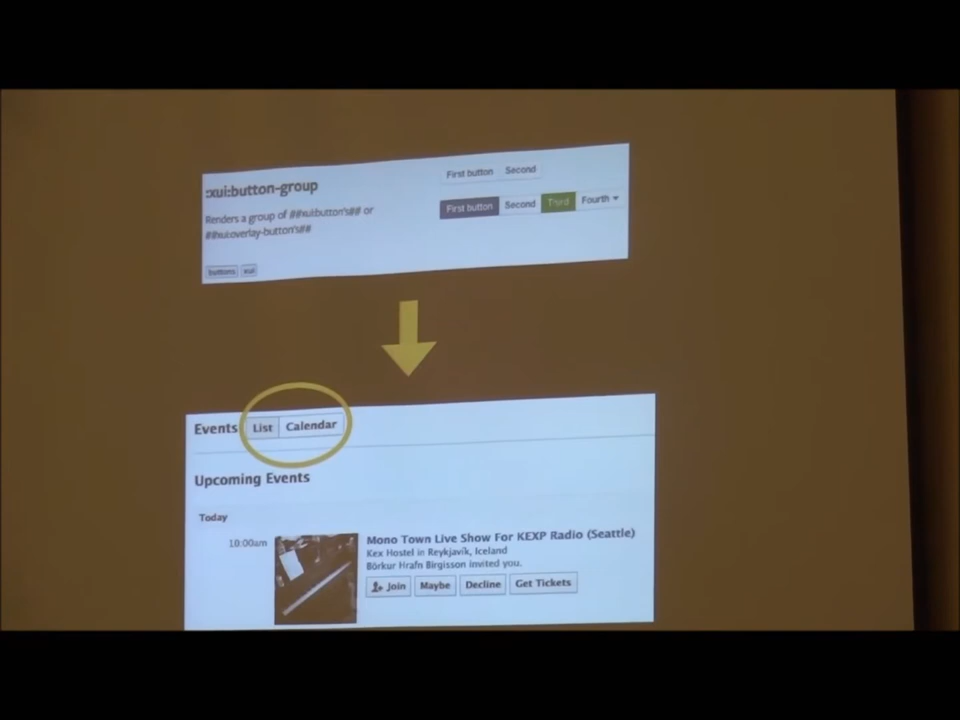 :xui:button-group
Renders a group of ##xui:button's## or
##xui:overlay-button's##
buttons xui
First button Second
First button Second Third Fourth
Events List Calendar
Upcoming Events
Today
10:00am
Mono Town Live Show For KEXP Radio (Seattle)
Kex Hostel in Reykjavík, Iceland
Börkur Hrafn Birgisson invited you.
Join Maybe Decline Get Tickets